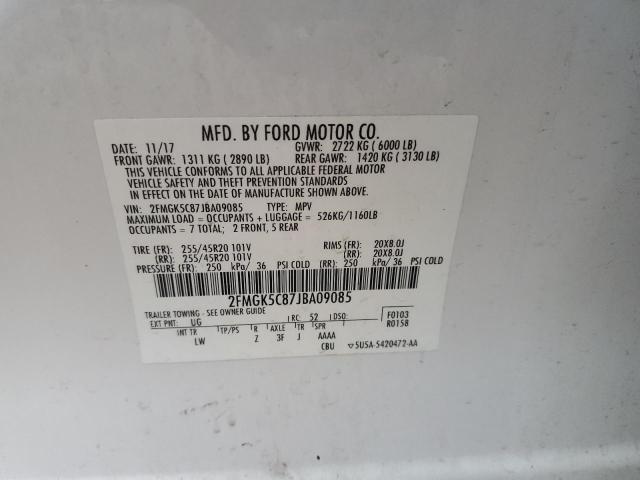 MFD. BY FORD MOTOR CO.
DATE: 11/17 GVWR: 2722 KG ( 6000 LB)
FRONT GAWR: 1311 KG ( 2890 LB) REAR GAWR: 1420 KG ( 3130 LB)
THIS VEHICLE CONFORMS TO ALL APPLICABLE FEDERAL MOTOR
VEHICLE SAFETY AND THEFT PREVENTION STANDARDS
IN EFFECT ON THE DATE OF MANUFACTURE SHOWN ABOVE.
VIN: 2FMGK5C87JBA09085 TYPE: MPV
MAXIMUM LOAD = OCCUPANTS + LUGGAGE = 526KG/1160LB
OCCUPANTS = 7 TOTAL; 2 FRONT, 5 REAR
TIRE (FR): 255/45R20 101V RIMS (FR): 20X8.0J
(RR): 255/45R20 101V (RR): 20X8.0J
PRESSURE (FR): 250 kPa/ 36 PSI COLD (RR): 250 kPa/ 36 PSI COLD
2FMGK5C87JBA09085
TRAILER TOWING - SEE OWNER GUIDE
EXT PNT: UG RC: 52 DSO: F0103
R0158
INT TR TP/PS R AXLE TR SPR
LW Z 3F J AAAA
CBU ▽5U5A-5420472-AA